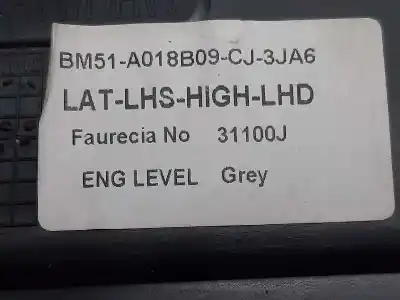 BM51-A018B09-CJ-3JA6
LAT-LHS-HIGH-LHD
Faurecia No 31100J
ENG LEVEL Grey